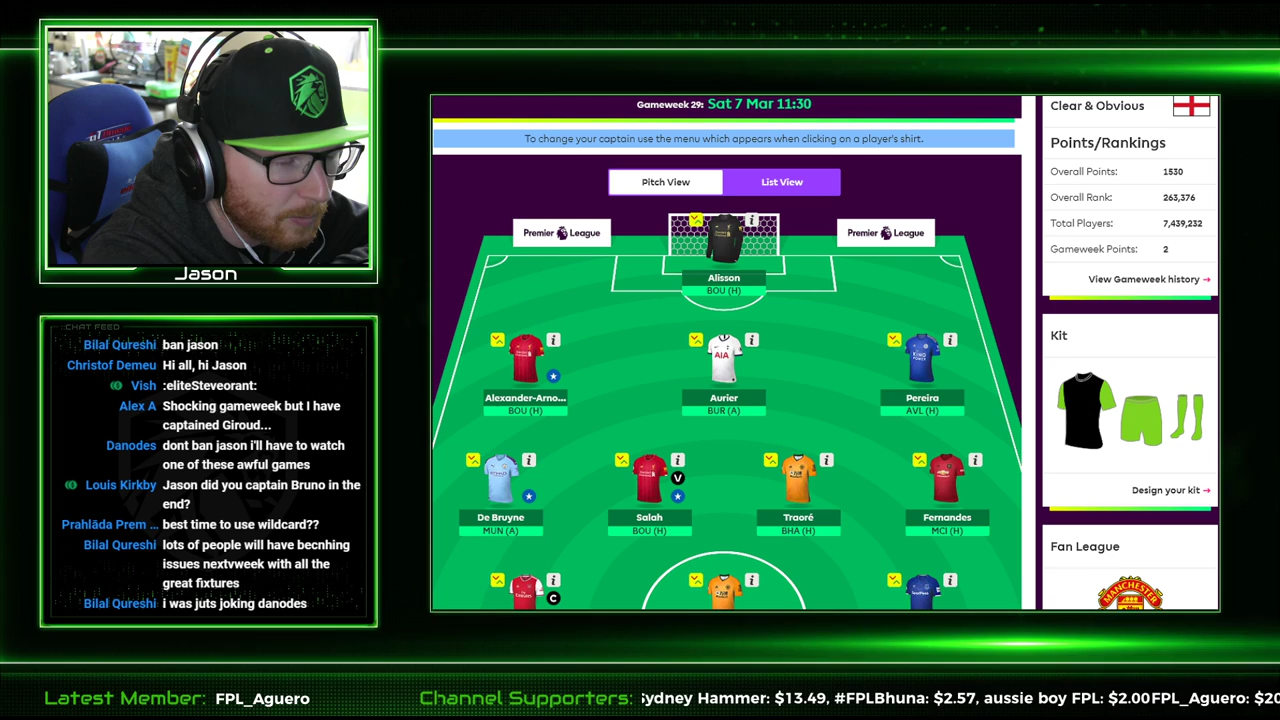 Jason
CHAT FEED
Bilal Qureshi ban jason
Christof Demeu Hi all, hi Jason
Vish :eliteSteveorant:
Alex A Shocking gameweek but I have
captained Giroud...
Danodes dont ban jason i'll have to watch
one of these awful games
Louis Kirkby Jason did you captain Bruno in the
end?
Prahlāda Prem ... best time to use wildcard??
Bilal Qureshi lots of people will have becnhing
issues nextvweek with all the
great fixtures
Bilal Qureshi i was juts joking danodes
Gameweek 29: Sat 7 Mar 11:30
To change your captain use the menu which appears when clicking on a player's shirt.
Pitch View List View
Premier League Premier League
Alisson
BOU (H)
AIA
KING POWER
Alexander-Arno... Aurier Pereira
BOU (H) BUR (A) AVL (H)
V
De Bruyne Salah Traoré Fernandes
MUN (A) BOU (H) BHA (H) MCI (H)
C
Clear & Obvious
Points/Rankings
Overall Points: 1530
Overall Rank: 263,376
Total Players: 7,439,232
Gameweek Points: 2
View Gameweek history →
Kit
Design your kit →
Fan League
MANCHESTER
Latest Member: FPL_Aguero
Channel Supporters: Sydney Hammer: $13.49, #FPLBhuna: $2.57, aussie boy FPL: $2.00FPL_Aguero: $20